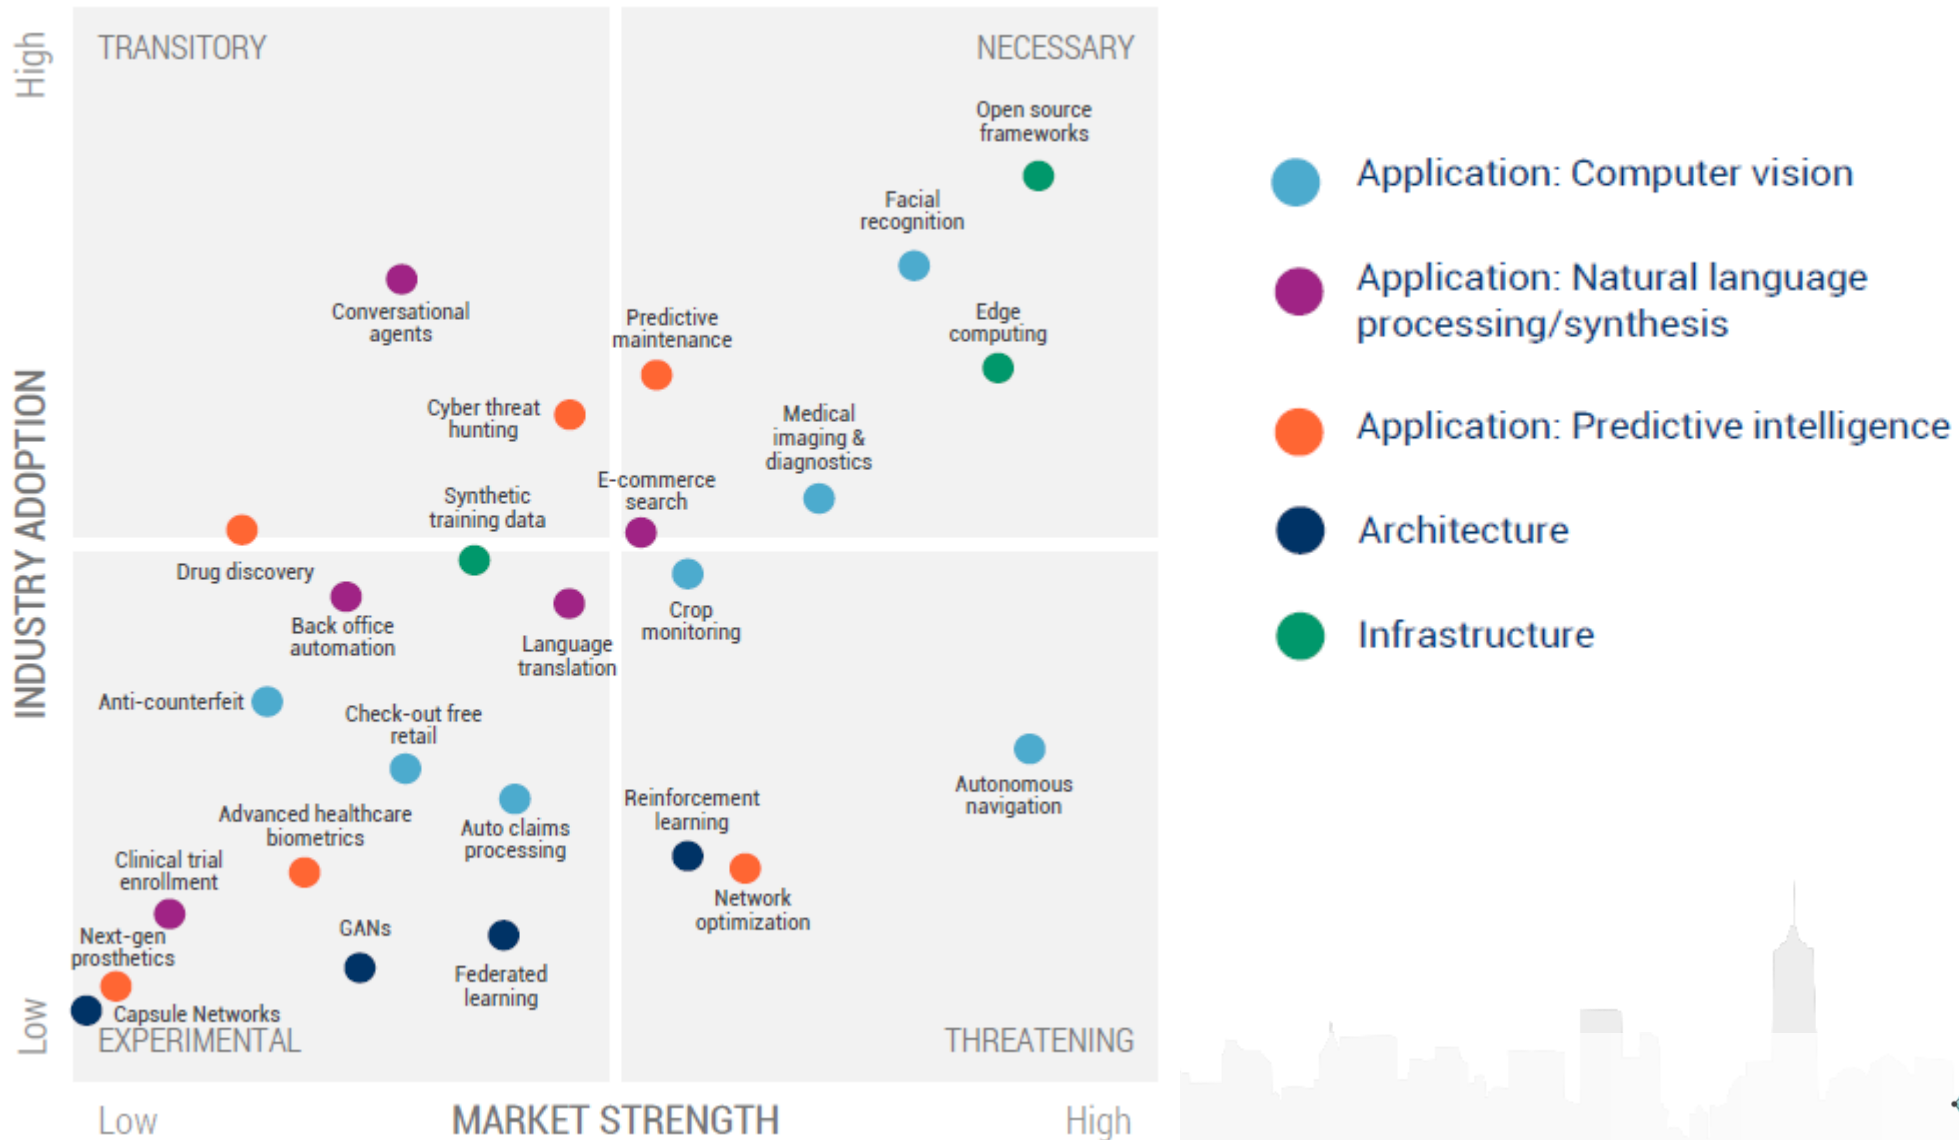 TRANSITORY
NECESSARY
High
Open source
frameworks
Facial
recognition
Conversational
agents
Predictive
maintenance
Edge
computing
Cyber threat
hunting
Medical
imaging &
diagnostics
E-commerce
search
Synthetic
training data
Drug discovery
Back office
automation
Language
translation
Crop
monitoring
Anti-counterfeit
Check-out free
retail
Autonomous
navigation
Advanced healthcare
biometrics
Auto claims
processing
Reinforcement
learning
Clinical trial
enrollment
Network
optimization
Next-gen
prosthetics
GANs
Federated
learning
Capsule Networks
EXPERIMENTAL
THREATENING
INDUSTRY ADOPTION
Low
Low
MARKET STRENGTH
High
Application: Computer vision
Application: Natural language
processing/synthesis
Application: Predictive intelligence
Architecture
Infrastructure